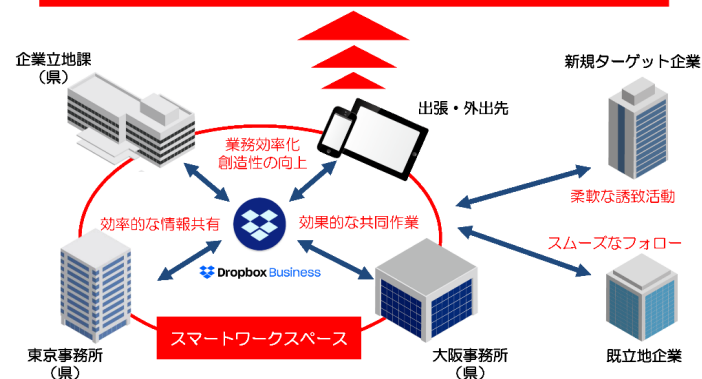 企業立地課
（県）
新規ターゲット企業
出張・外出先
業務効率化
創造性の向上
柔軟な誘致活動
効率的な情報共有
効果的な共同作業
スムーズなフォロー
Dropbox Business
スマートワークスペース
東京事務所
（県）
大阪事務所
（県）
既立地企業